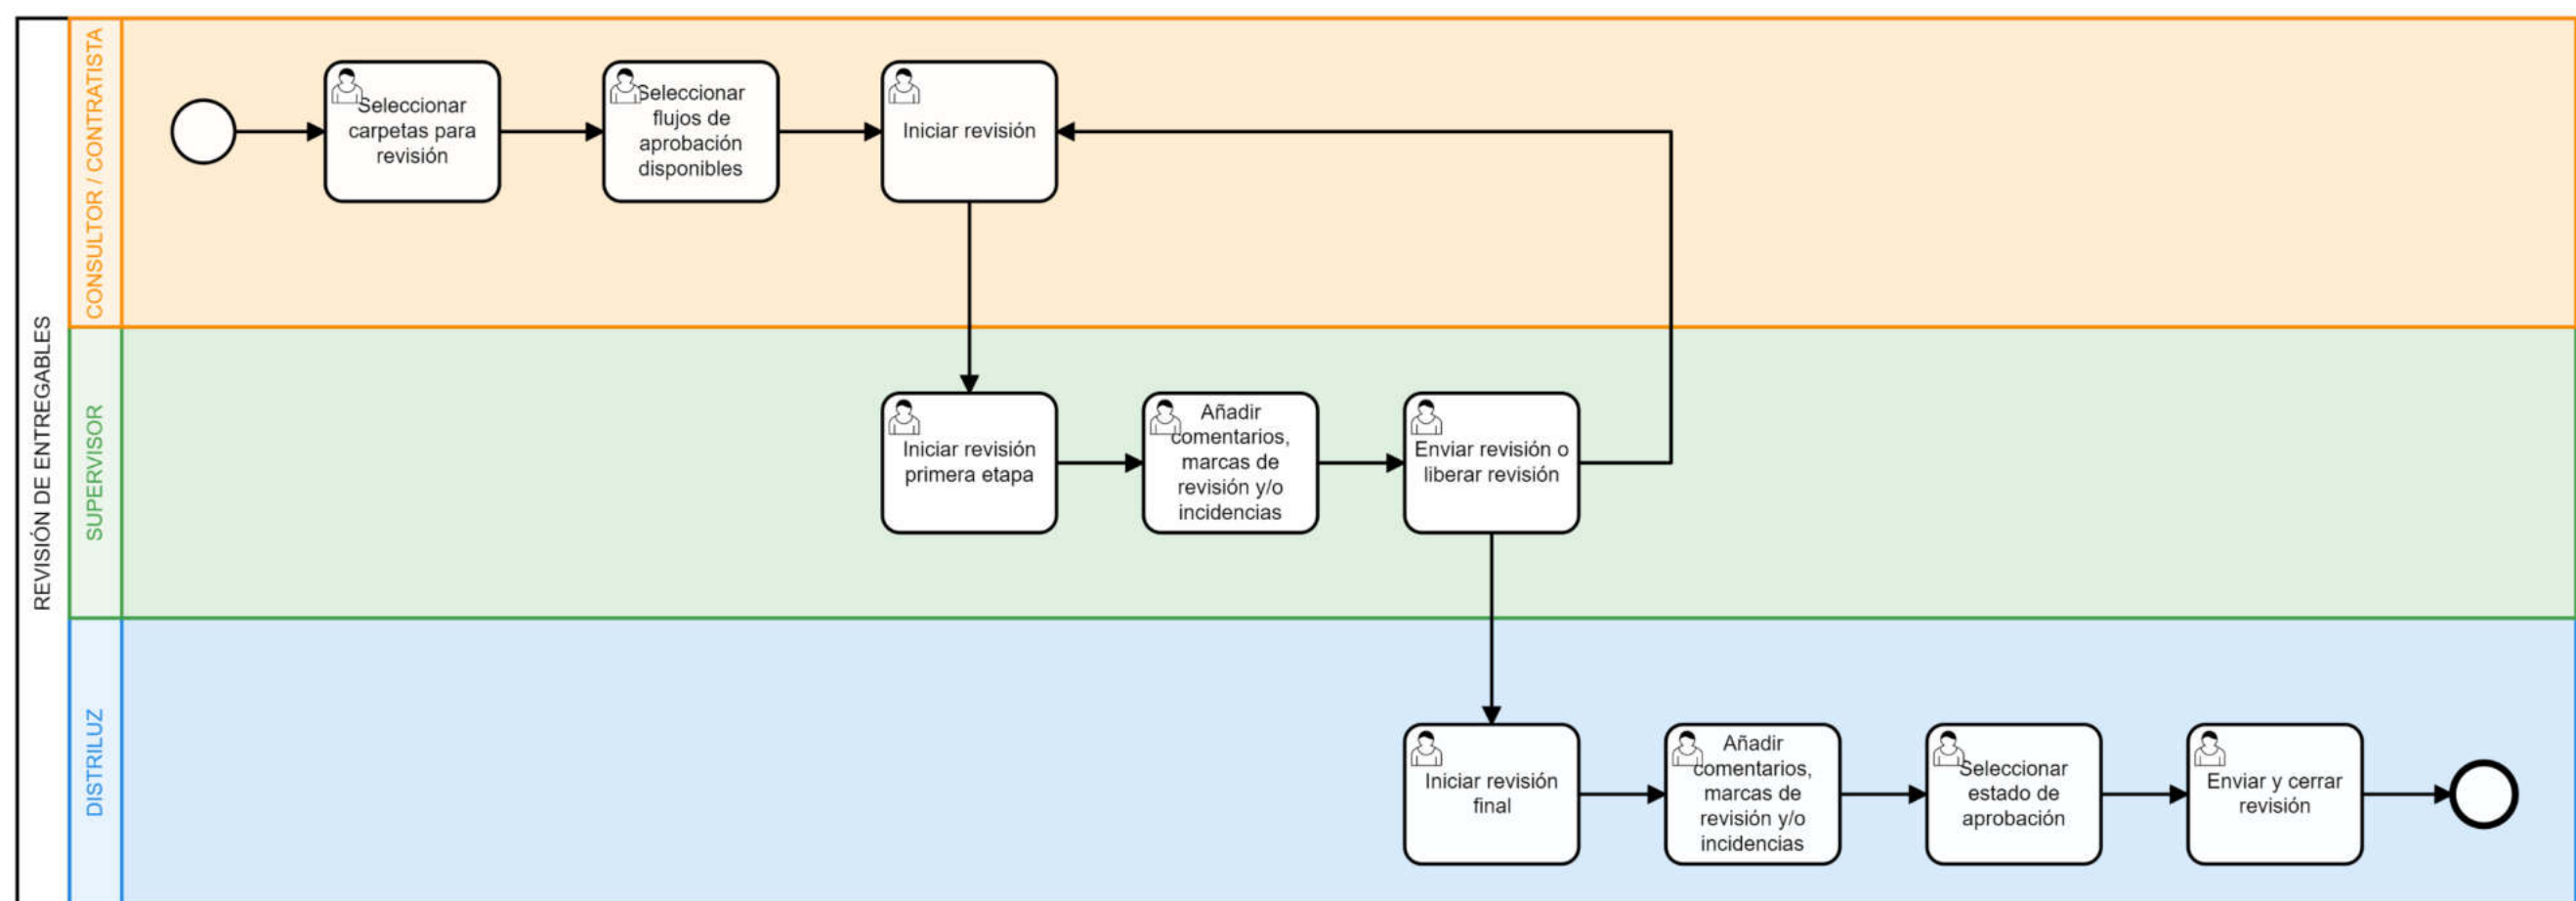 REVISIÓN DE ENTREGABLES
CONSULTOR / CONTRATISTA
Seleccionar
carpetas para
revisión
Seleccionar
flujos de
aprobación
disponibles
Iniciar revisión
SUPERVISOR
Iniciar revisión
primera etapa
Añadir
comentarios,
marcas de
revisión y/o
incidencias
Enviar revisión o
liberar revisión
DISTRILUZ
Iniciar revisión
final
Añadir
comentarios,
marcas de
revisión y/o
incidencias
Seleccionar
estado de
aprobación
Enviar y cerrar
revisión